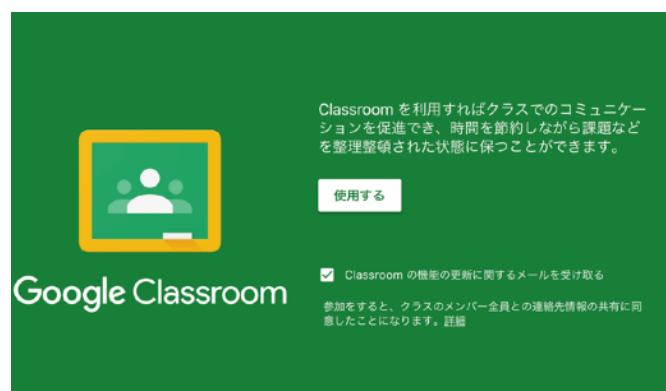 Classroom を利用すればクラスでのコミュニケー
ションを促進でき、時間を節約しながら課題など
を整理整頓された状態に保つことができます。
使用する
Google Classroom
Classroom の機能の更新に関するメールを受け取る
参加をすると、クラスのメンバー全員との連絡先情報の共有に同
意したことになります。詳細